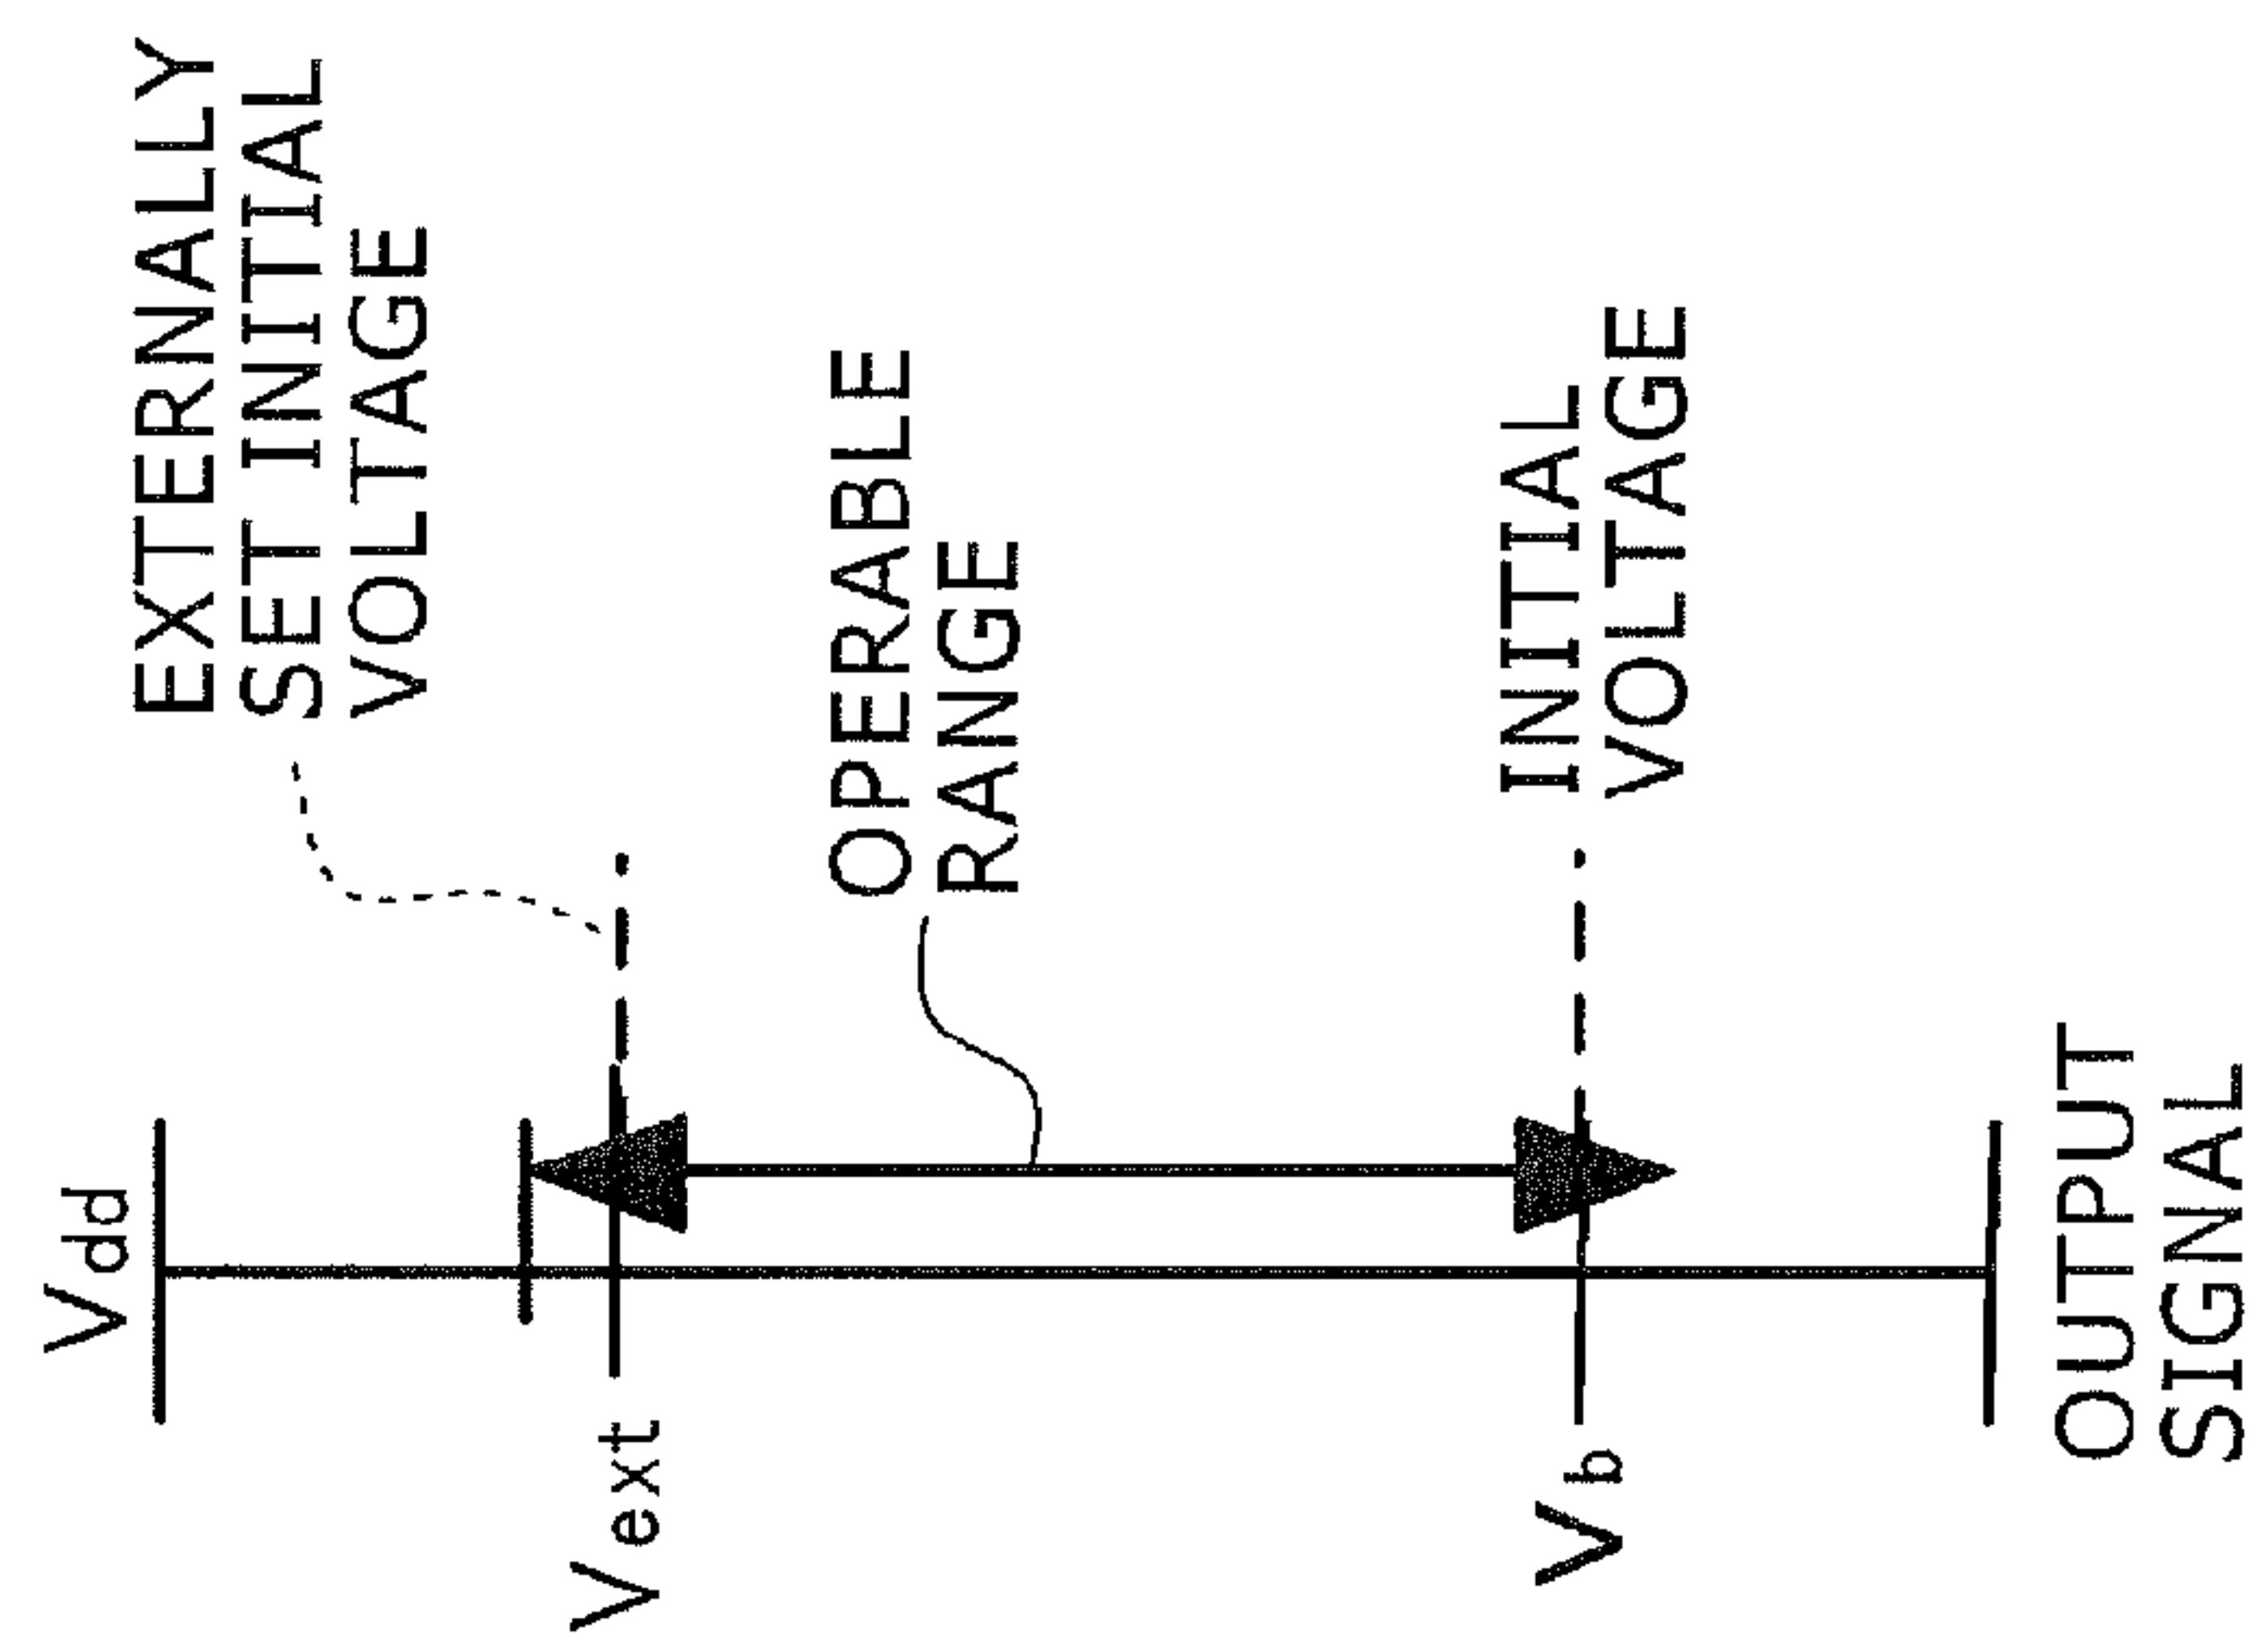 Vdd
EXTERNALLY
SET INITIAL
VOLTAGE
Vext
OPERABLE
RANGE
Vb
INITIAL
VOLTAGE
OUTPUT
SIGNAL